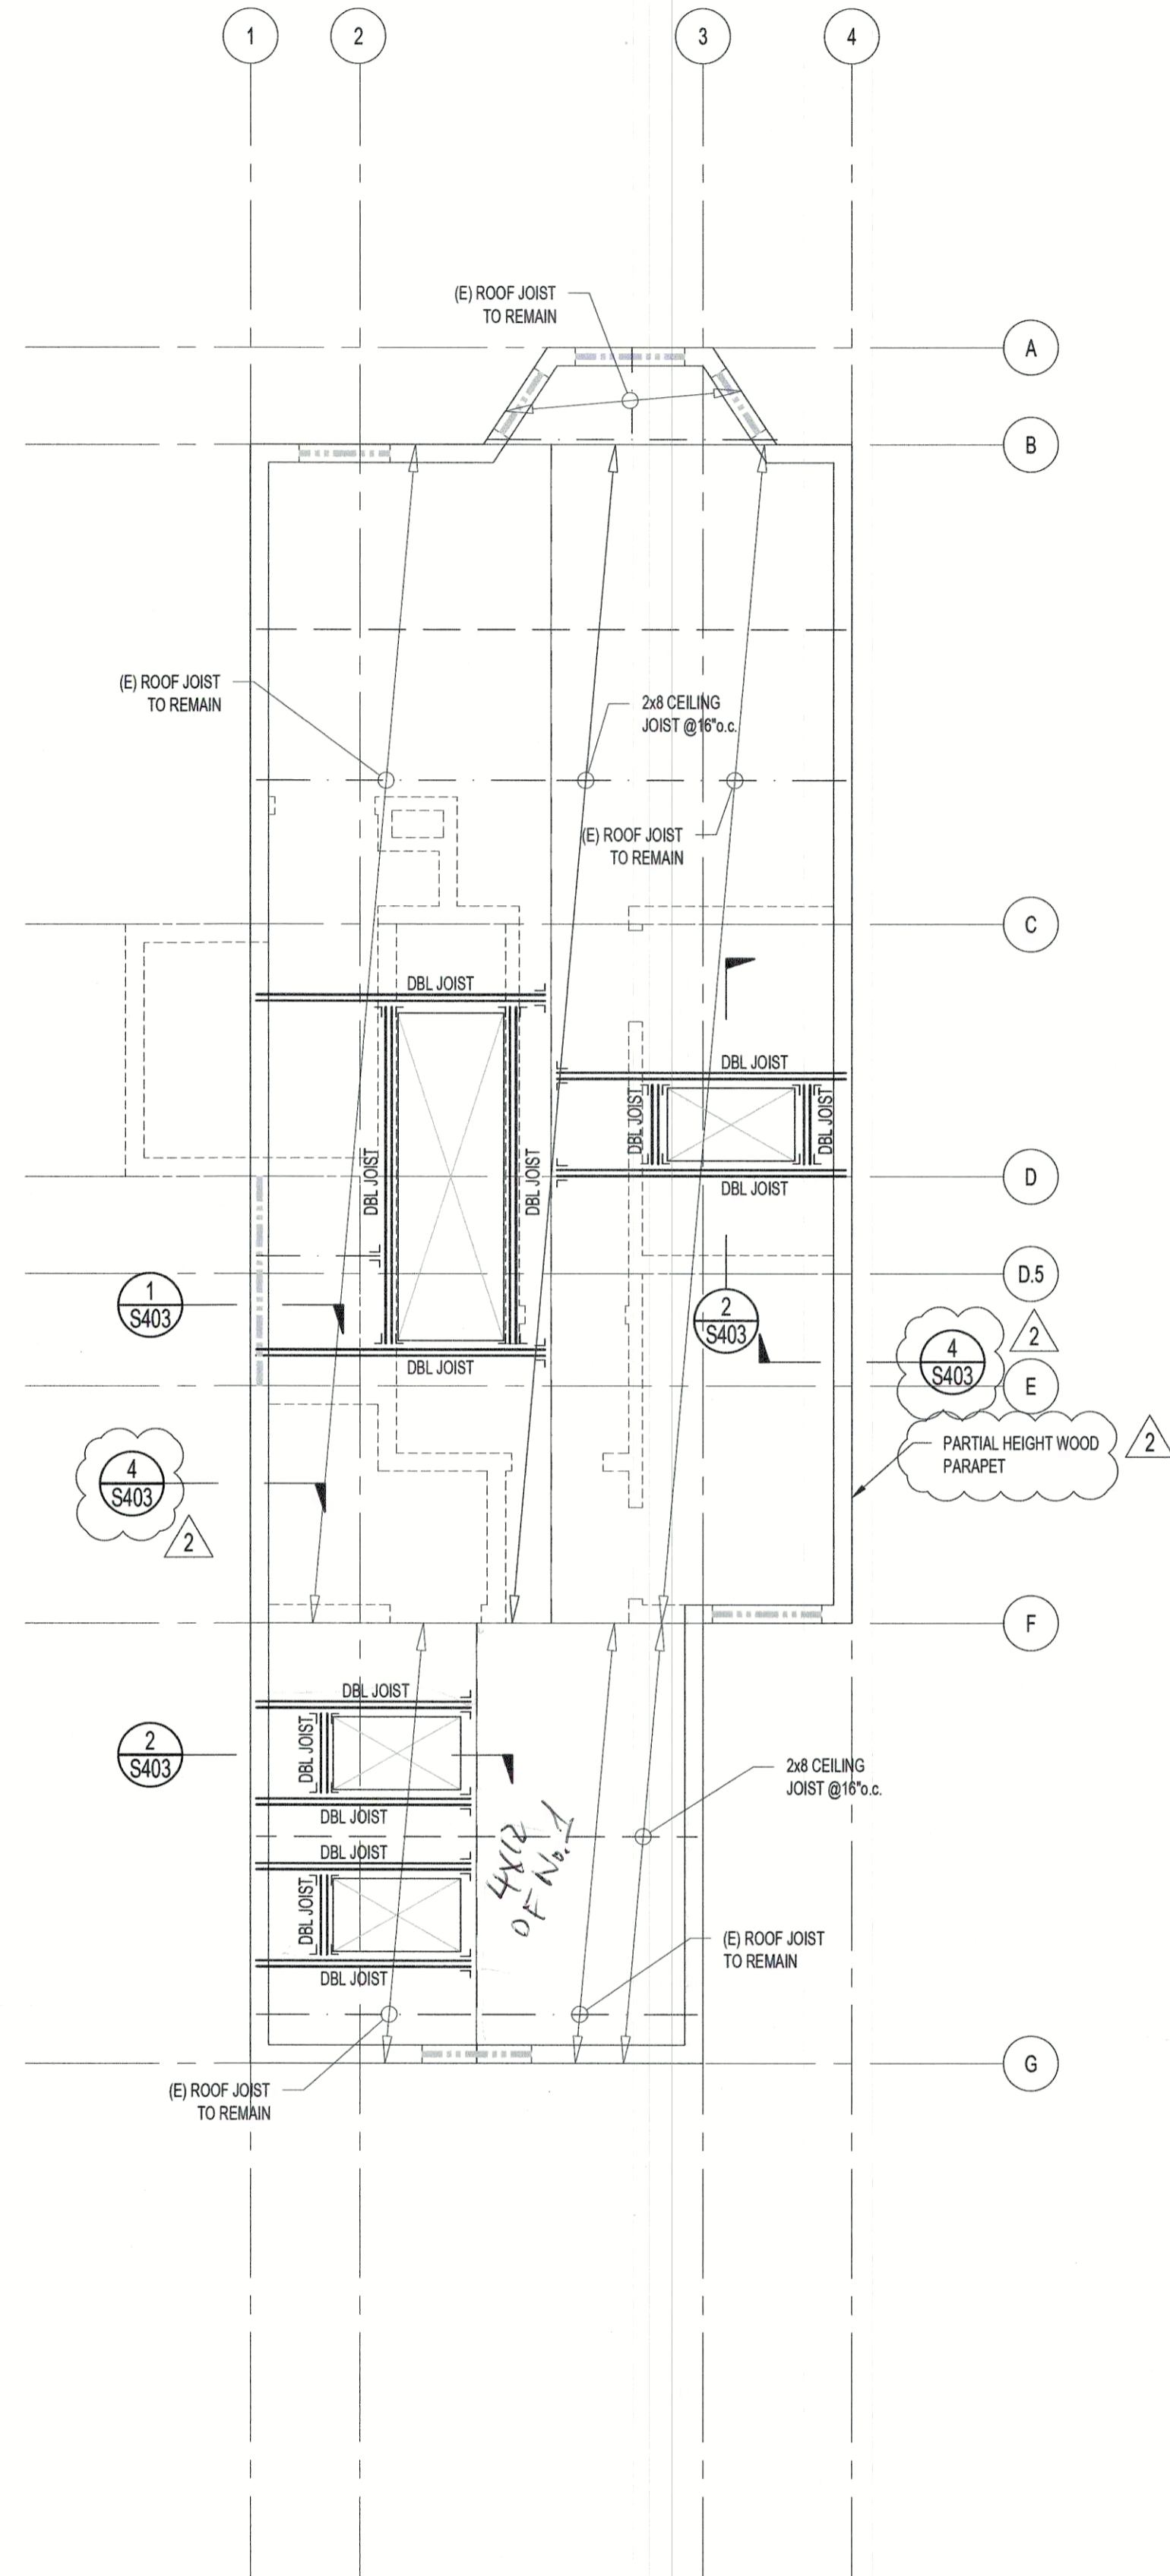 1
2
3
4
(E) ROOF JOIST
TO REMAIN
A
B
(E) ROOF JOIST
TO REMAIN
2x8 CEILING
JOIST @16"o.c.
(E) ROOF JOIST
TO REMAIN
C
DBL JOIST
DBL JOIST
DBL JOIST
DBL JOIST
DBL JOIST
DBL JOIST
DBL JOIST
DBL JOIST
D
D.5
1
S403
2
S403
4
S403
2
DBL JOIST
E
PARTIAL HEIGHT WOOD
PARAPET
2
4
S403
2
F
DBL JOIST
DBL JOIST
2
S403
2x8 CEILING
JOIST @16"o.c.
DBL JOIST
4X12
DF No.1
DBL JOIST
DBL JOIST
(E) ROOF JOIST
TO REMAIN
DBL JOIST
G
(E) ROOF JOIST
TO REMAIN